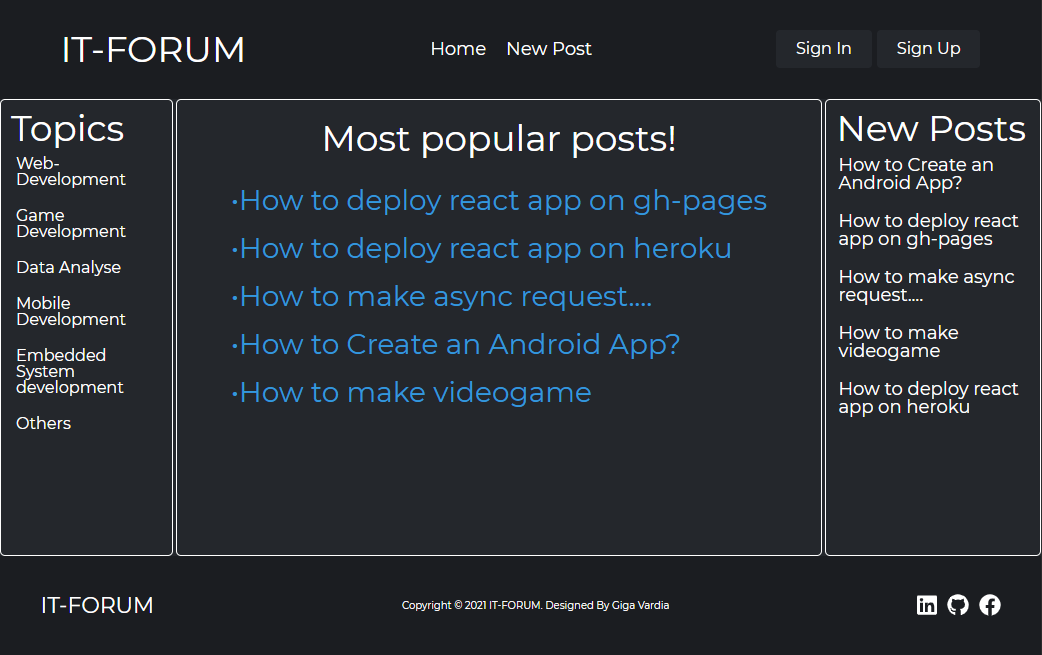 IT-FORUM
Home
New Post
Sign In
Sign Up
Topics
Web-
Development
Game
Development
Data Analyse
Mobile
Development
Embedded
System
development
Others
Most popular posts!
•How to deploy react app on gh-pages
•How to deploy react app on heroku
•How to make async request....
•How to Create an Android App?
•How to make videogame
New Posts
How to Create an
Android App?
How to deploy react
app on gh-pages
How to make async
request....
How to make
videogame
How to deploy react
app on heroku
IT-FORUM
Copyright © 2021 IT-FORUM. Designed By Giga Vardia